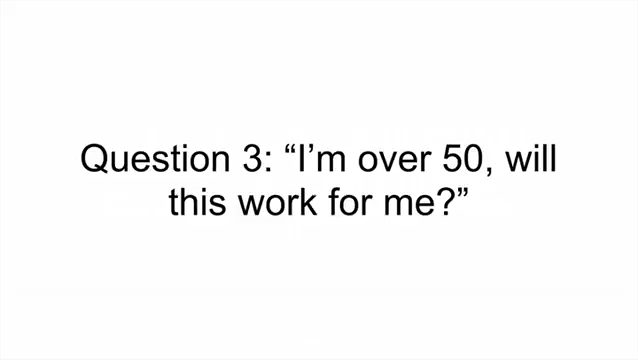 Question 3: “I’m over 50, will
this work for me?”